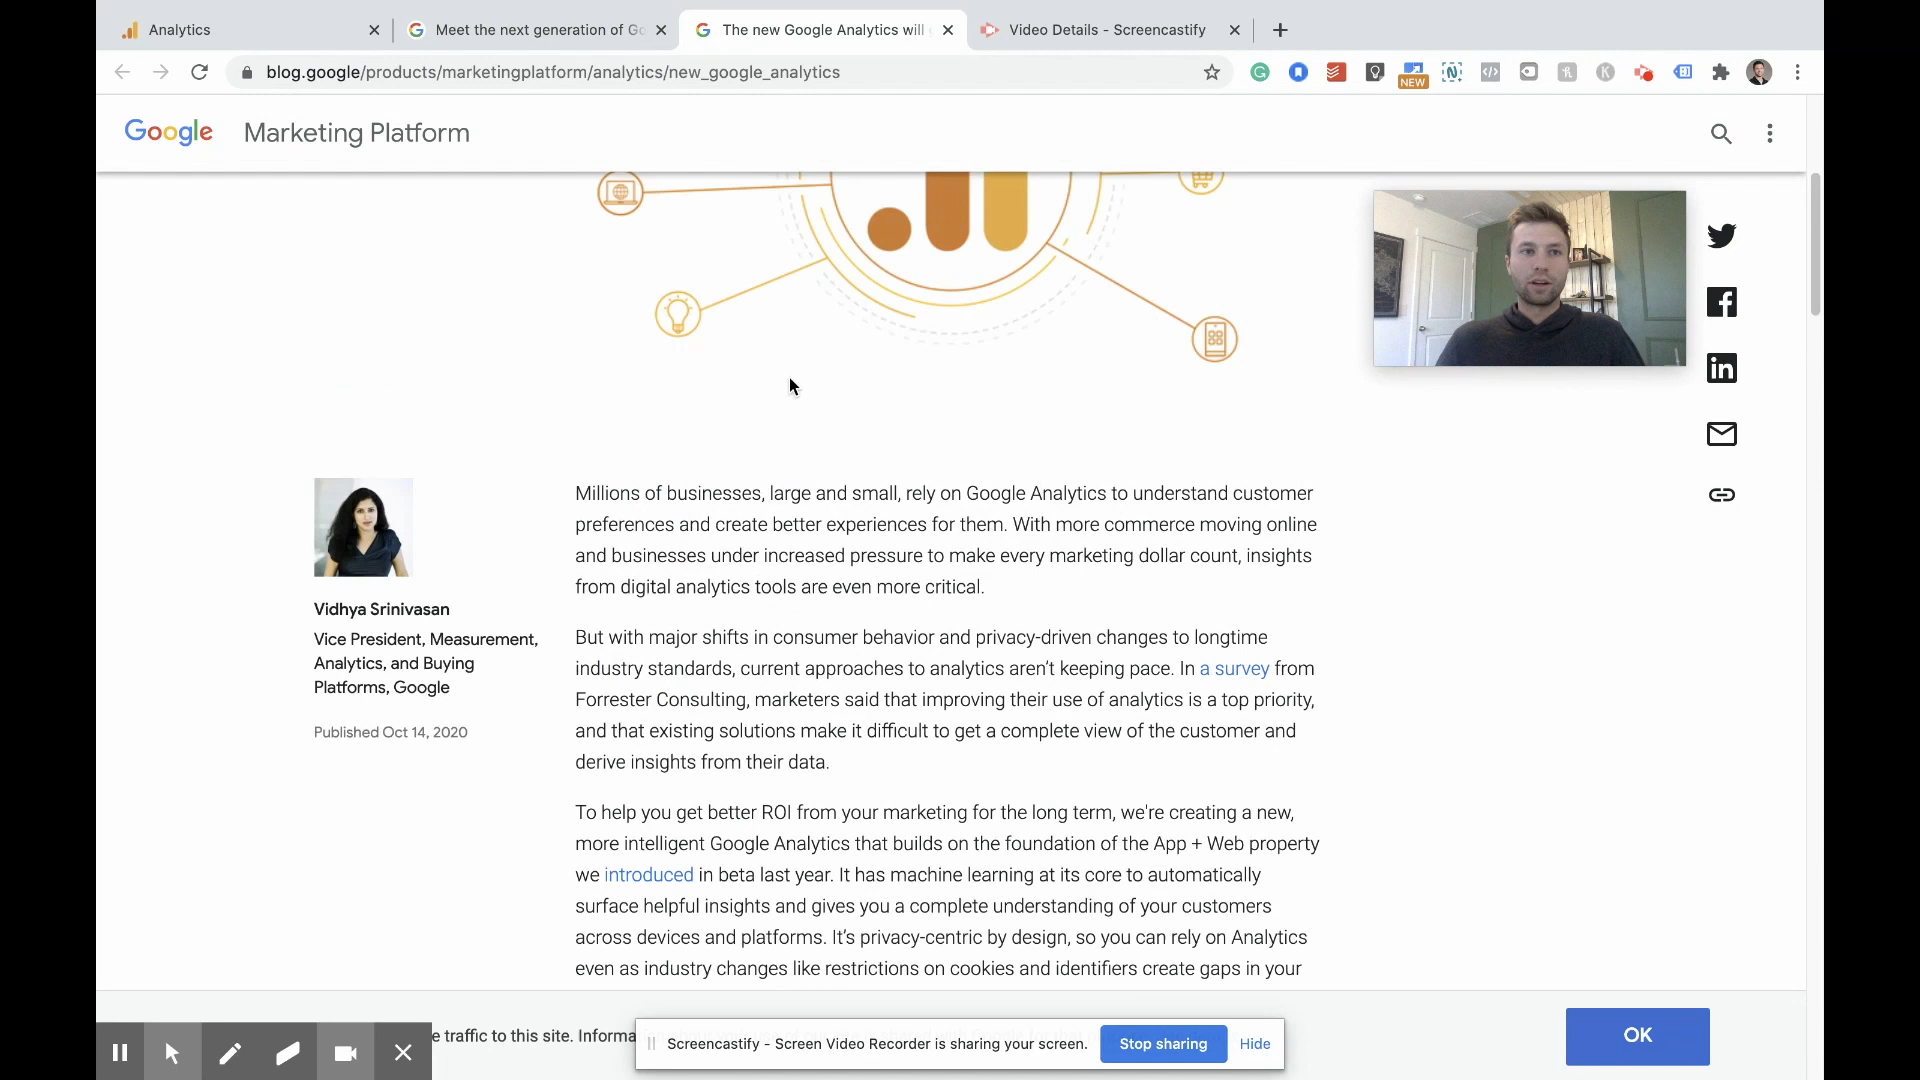 Analytics
Meet the next generation of Go
The new Google Analytics will
Video Details - Screencastify
blog.google/products/marketingplatform/analytics/new_google_analytics
NEW
Google Marketing Platform
Millions of businesses, large and small, rely on Google Analytics to understand customer
preferences and create better experiences for them. With more commerce moving online
and businesses under increased pressure to make every marketing dollar count, insights
from digital analytics tools are even more critical.
Vidhya Srinivasan
Vice President, Measurement,
Analytics, and Buying
Platforms, Google
Published Oct 14, 2020
But with major shifts in consumer behavior and privacy-driven changes to longtime
industry standards, current approaches to analytics aren't keeping pace. In a survey from
Forrester Consulting, marketers said that improving their use of analytics is a top priority,
and that existing solutions make it difficult to get a complete view of the customer and
derive insights from their data.
To help you get better ROI from your marketing for the long term, we're creating a new,
more intelligent Google Analytics that builds on the foundation of the App + Web property
we introduced in beta last year. It has machine learning at its core to automatically
surface helpful insights and gives you a complete understanding of your customers
across devices and platforms. It's privacy-centric by design, so you can rely on Analytics
even as industry changes like restrictions on cookies and identifiers create gaps in your
e traffic to this site. Informa
Screencastify - Screen Video Recorder is sharing your screen.
Stop sharing
Hide
OK